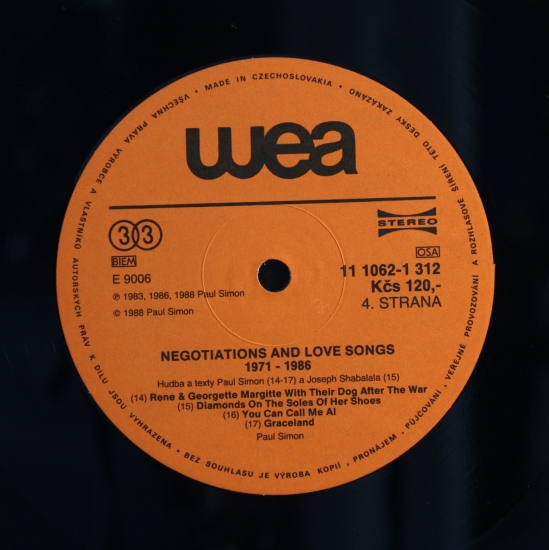 • MADE IN CZECHOSLOVAKIA •
VŠECHNA PRÁVA VÝROBCE A VLASTNÍKŮ AUTORSKÝCH PRÁV K DÍLU JSOU VYHRAZENA • BEZ SOUHLASU JE VÝROBA KOPIÍ • PRONÁJEM • PŮJČOVÁNÍ • VEŘEJNÉ PROVOZOVÁNÍ A ROZHLASOVÉ ŠÍŘENÍ TÉTO DESKY ZAKÁZÁNO
wea
33
STEREO
BIEM
OSA
E 9006
11 1062-1 312
Kčs 120,-
4. STRANA
℗ 1983, 1986, 1988 Paul Simon
© 1988 Paul Simon
NEGOTIATIONS AND LOVE SONGS
1971 - 1986
Hudba a texty Paul Simon (14-17) a Joseph Shabalala (15)
(14) Rene & Georgette Margitte With Their Dog After The War
(15) Diamonds On The Soles Of Her Shoes
(16) You Can Call Me Al
(17) Graceland
Paul Simon